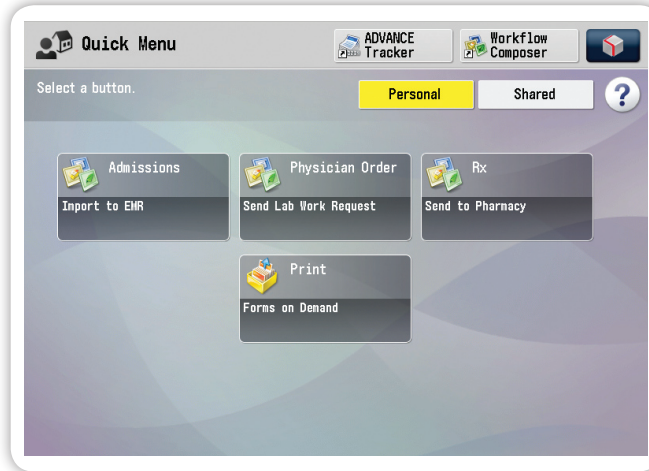 Quick Menu
ADVANCE
Tracker
Workflow
Composer
Select a button.
Personal
Shared
?
Admissions
Import to EMR
Physician Order
Send Lab Work Request
Rx
Send to Pharmacy
Print
Forms on Demand